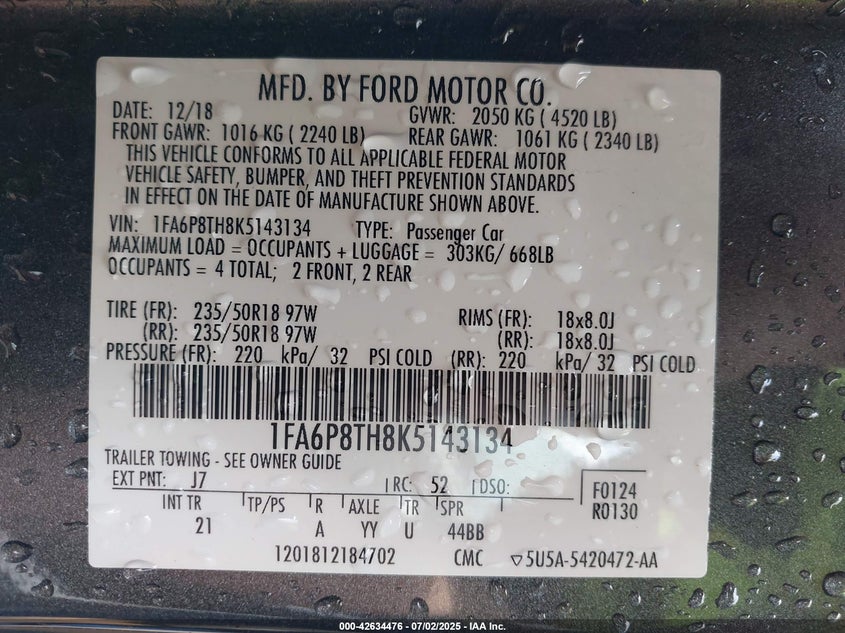 MFD. BY FORD MOTOR CO.
DATE: 12/18 GVWR: 2050 KG ( 4520 LB)
FRONT GAWR: 1016 KG ( 2240 LB) REAR GAWR: 1061 KG ( 2340 LB)
THIS VEHICLE CONFORMS TO ALL APPLICABLE FEDERAL MOTOR
VEHICLE SAFETY, BUMPER, AND THEFT PREVENTION STANDARDS
IN EFFECT ON THE DATE OF MANUFACTURE SHOWN ABOVE.
VIN: 1FA6P8TH8K5143134 TYPE: Passenger Car
MAXIMUM LOAD = OCCUPANTS + LUGGAGE = 303KG/ 668LB
OCCUPANTS = 4 TOTAL; 2 FRONT, 2 REAR
TIRE (FR): 235/50R18 97W RIMS (FR): 18x8.0J
(RR): 235/50R18 97W (RR): 18x8.0J
PRESSURE (FR): 220 kPa/ 32 PSI COLD (RR): 220 kPa/ 32 PSI COLD
1FA6P8TH8K5143134
TRAILER TOWING - SEE OWNER GUIDE
EXT PNT: J7 RC: 52 DSO: F0124
INT TR TP/PS R AXLE TR SPR R0130
21 A YY U 44BB
1201812184702 CMC ▽5U5A-5420472-AA
000-42634476 - 07/02/2025 - IAA Inc.